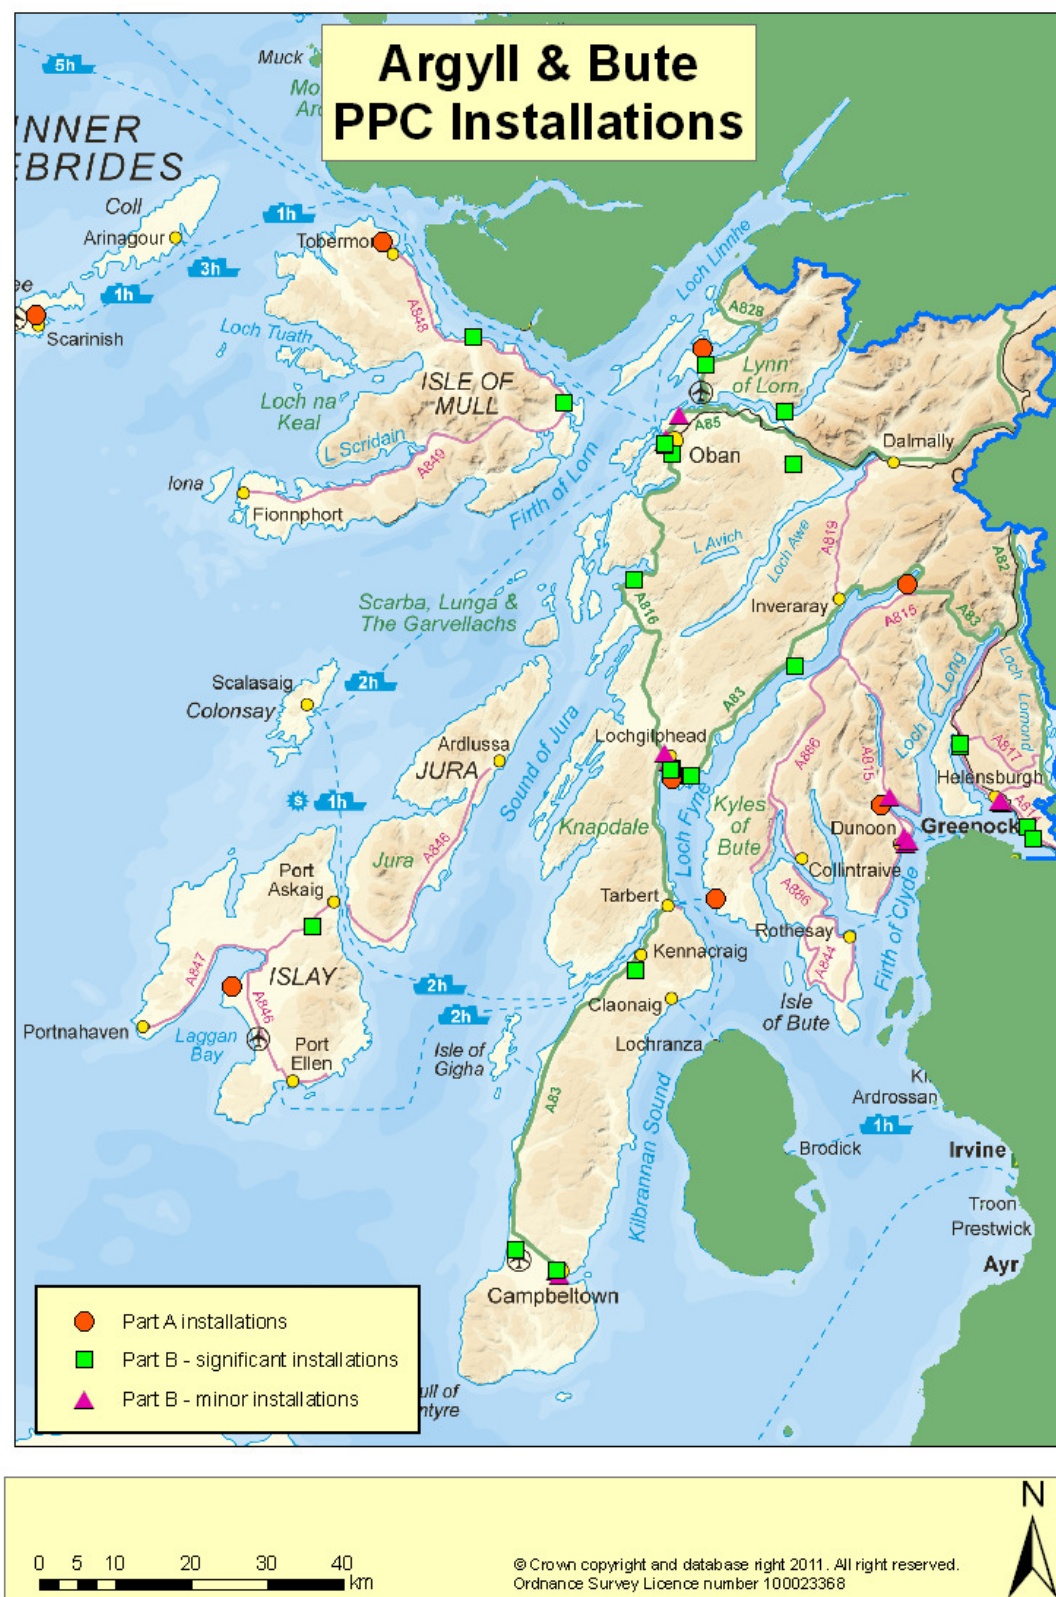 Argyll & Bute
PPC Installations
5h
Muck
INNER
EBRIDES
Coll
Arinagour
1h
3h
1h
Scarinish
Tobermo
A848
Loch Tuath
Loch na
Keal
ISLE OF
MULL
L Scridain
A849
Iona
Fionnphort
Firth of Lorn
Loch Linnhe
A828
Lynn
of Lorn
A85
Oban
Dalmally
L Avich
Loch Awe
A819
A816
Inveraray
A815
A83
A82
Scarba, Lunga &
The Garvellachs
Scalasaig
Colonsay
2h
Ardlussa
JURA
Sound of Jura
Lochgilphead
A83
A886
A815
Loch
Long
Loch
Lomond
A817
Helensburgh
A814
Greenock
Dunoon
Kyles
of
Bute
Loch Fyne
Knapdale
S
1h
Jura
A846
Port
Askaig
Collintraive
Tarbert
A886
Rothesay
A844
Firth of Clyde
Kennacraig
ISLAY
A847
A846
Claonaig
Isle
of Bute
2h
2h
Portnahaven
Laggan
Bay
Port
Ellen
Isle of
Gigha
Lochranza
A83
Kilbrannan Sound
Ki
Ardrossan
1h
Brodick
Irvine
Troon
Prestwick
Ayr
Campbeltown
Part A installations
Part B - significant installations
Part B - minor installations
ull of
ntyre
N
0 5 10 20 30 40
km
© Crown copyright and database right 2011. All right reserved.
Ordnance Survey Licence number 100023368